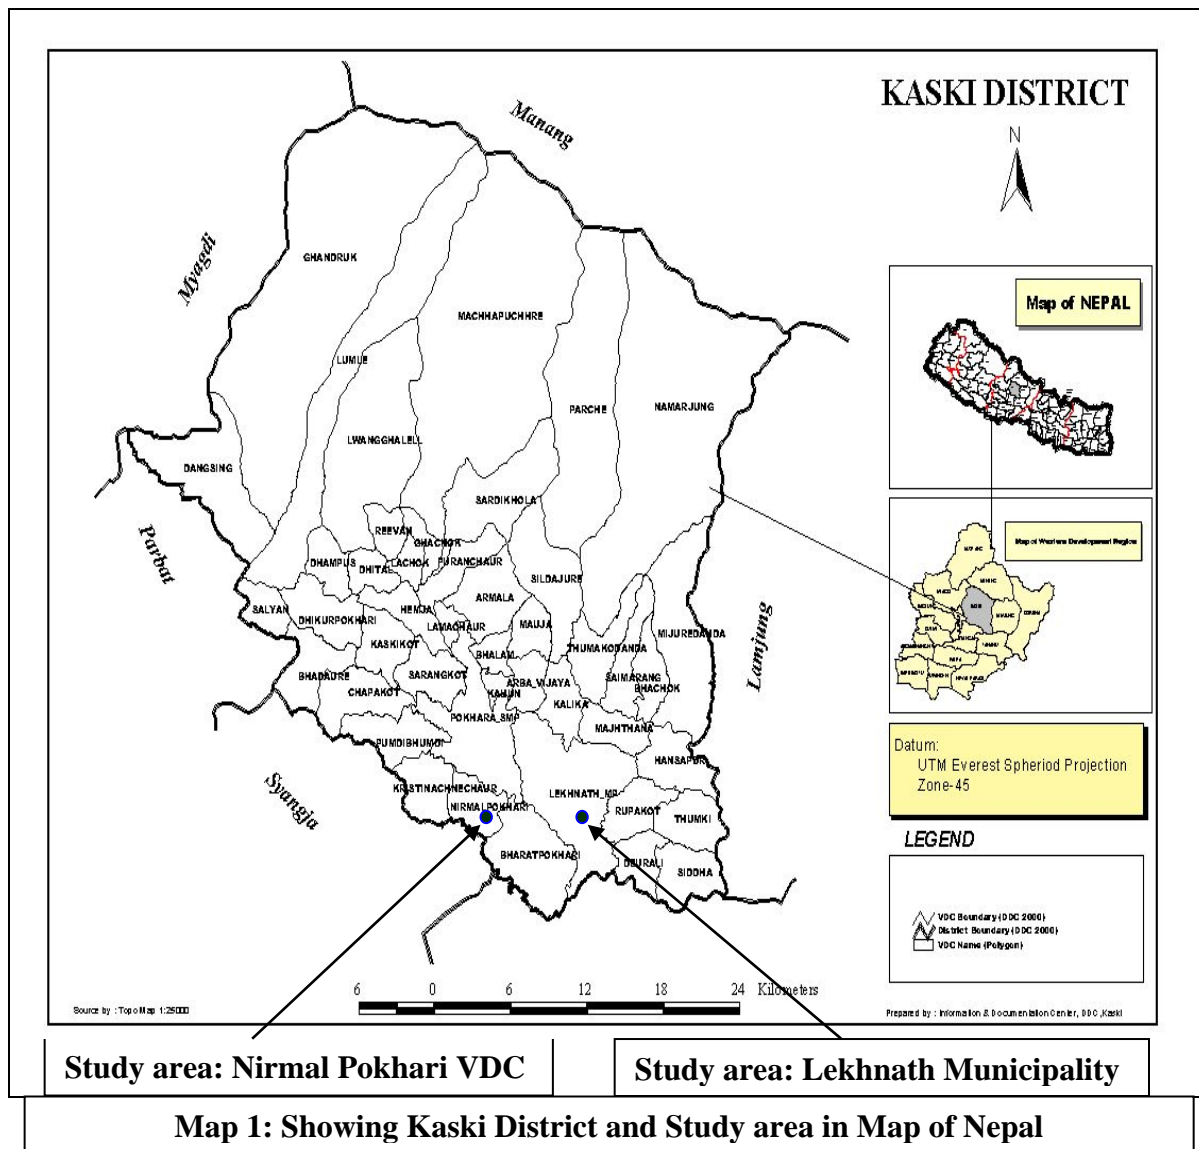 KASKI DISTRICT
N
Manang
Myagdi
GHANDRUK
Map of NEPAL
MACHHAPUCHHRE
LUMLE
PARCHE
NAMARJUNG
LWANGGHALELL
DANGSING
SARDIKHOLA
Parbat
REEVAN
GHACHOK
DHAMPUS
DHITAL
LACHOK
PURANCHAUR
SILDAJURE
Map of Western Development Region
SALYAN
DHIKURPOKHARI
HEMJA
ARMALA
LAMACHAUR
MAUJA
KASKIKOT
BHALAM
THUMAKODANDA
MIJUREDANDA
Lamjung
BHADAURE
SARANGKOT
ARBA_VIJAYA
SAIMARANG
CHAPAKOT
KAHUN
BHACHOK
KALIKA
POKHARA_SMP
MAJHTHANA
PUMDIBHUMDI
HANSAPUR
Datum:
UTM Everest Spheriod Projection
Zone-45
Syangja
KRISTINACHNECHAUR
LEKHNATH_MP
NIRMALPOKHARI
RUPAKOT
THUMKI
LEGEND
BHARATPOKHARI
DEURALI
SIDDHA
VDC Boundary (DDC 2000)
District Boundary (DDC 2000)
VDC Name (Polygon)
6 0 6 12 18 24 Kilometers
Source by : Topo Map 1:25000
Prepared by : Information & Documentation Center, DDC ,Kaski
Study area: Nirmal Pokhari VDC
Study area: Lekhnath Municipality
Map 1: Showing Kaski District and Study area in Map of Nepal